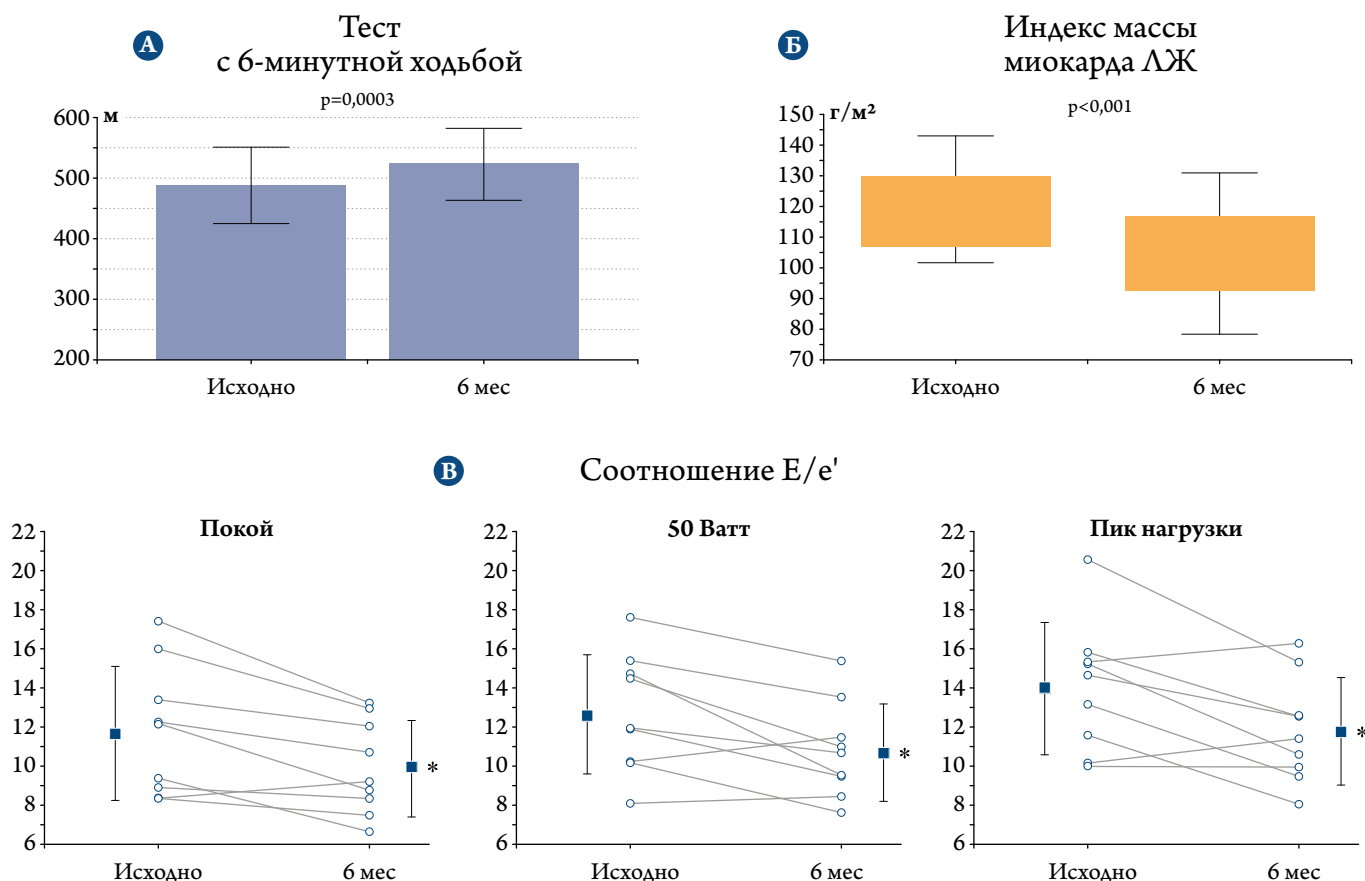 А
Тест
с 6-минутной ходьбой
p=0,0003
м
600
500
400
300
200
Исходно
6 мес
Б
Индекс массы
миокарда ЛЖ
p<0,001
г/м²
150
140
130
120
110
100
90
80
70
Исходно
6 мес
В
Соотношение E/e'
Покой
22
20
18
16
14
12
10
8
6
*
Исходно
6 мес
50 Ватт
22
20
18
16
14
12
10
8
6
*
Исходно
6 мес
Пик нагрузки
22
20
18
16
14
12
10
8
6
*
Исходно
6 мес